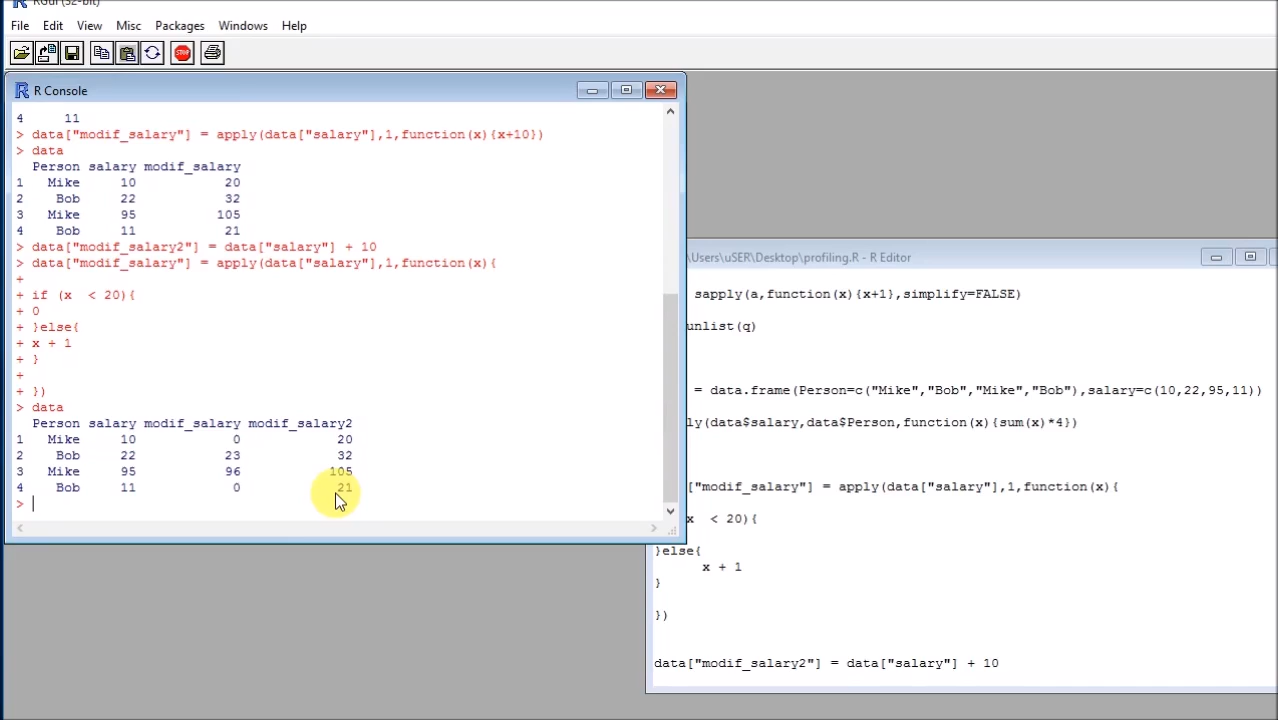 RGui (32-bit)
File Edit View Misc Packages Windows Help
STOP
R Console
4     11
> data["modif_salary"] = apply(data["salary"],1,function(x){x+10})
> data
  Person salary modif_salary
1   Mike     10           20
2    Bob     22           32
3   Mike     95          105
4    Bob     11           21
> data["modif_salary2"] = data["salary"] + 10
> data["modif_salary"] = apply(data["salary"],1,function(x){
+
+ if (x  < 20){
+ 0
+ }else{
+ x + 1
+ }
+
+ })
> data
  Person salary modif_salary modif_salary2
1   Mike     10            0            20
2    Bob     22           23            32
3   Mike     95           96           105
4    Bob     11            0            21
>
\Users\uSER\Desktop\profiling.R - R Editor
sapply(a,function(x){x+1},simplify=FALSE)
unlist(q)
= data.frame(Person=c("Mike","Bob","Mike","Bob"),salary=c(10,22,95,11))
ly(data$salary,data$Person,function(x){sum(x)*4})
["modif_salary"] = apply(data["salary"],1,function(x){
x  < 20){
}else{
x + 1
}
})
data["modif_salary2"] = data["salary"] + 10